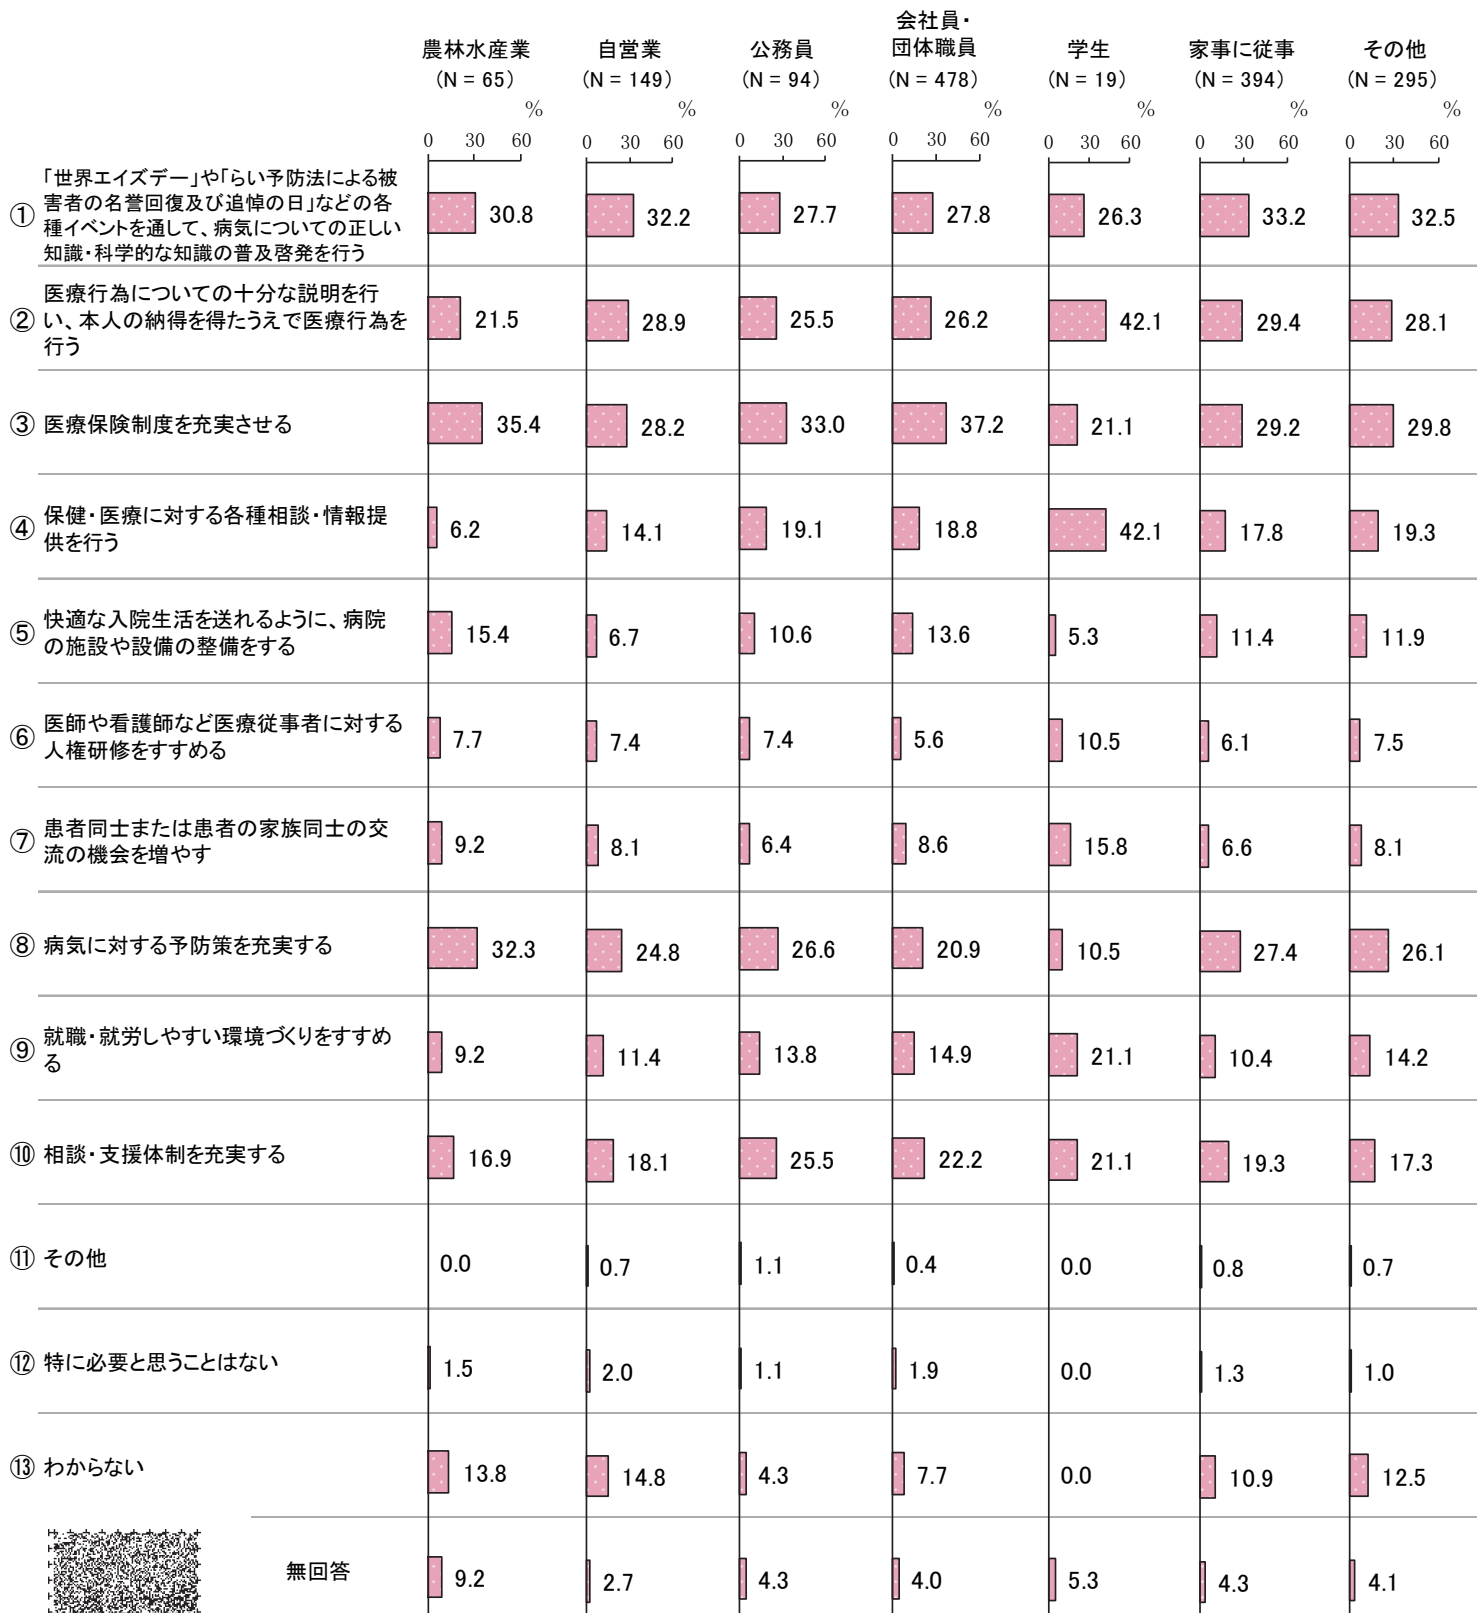 農林水産業 自営業 公務員 会社員・団体職員 学生 家事に従事 その他
（N = 65） （N = 149） （N = 94） （N = 478） （N = 19） （N = 394） （N = 295）
% % % % % % %
0 30 60 0 30 60 0 30 60 0 30 60 0 30 60 0 30 60 0 30 60
① 「世界エイズデー」や「らい予防法による被
害者の名誉回復及び追悼の日」などの各
種イベントを通して、病気についての正しい
知識・科学的な知識の普及啓発を行う
30.8 32.2 27.7 27.8 26.3 33.2 32.5
② 医療行為についての十分な説明を行
い、本人の納得を得たうえで医療行為を
行う
21.5 28.9 25.5 26.2 42.1 29.4 28.1
③ 医療保険制度を充実させる
35.4 28.2 33.0 37.2 21.1 29.2 29.8
④ 保健・医療に対する各種相談・情報提
供を行う
6.2 14.1 19.1 18.8 42.1 17.8 19.3
⑤ 快適な入院生活を送れるように、病院
の施設や設備の整備をする
15.4 6.7 10.6 13.6 5.3 11.4 11.9
⑥ 医師や看護師など医療従事者に対する
人権研修をすすめる
7.7 7.4 7.4 5.6 10.5 6.1 7.5
⑦ 患者同士または患者の家族同士の交
流の機会を増やす
9.2 8.1 6.4 8.6 15.8 6.6 8.1
⑧ 病気に対する予防策を充実する
32.3 24.8 26.6 20.9 10.5 27.4 26.1
⑨ 就職・就労しやすい環境づくりをすすめ
る
9.2 11.4 13.8 14.9 21.1 10.4 14.2
⑩ 相談・支援体制を充実する
16.9 18.1 25.5 22.2 21.1 19.3 17.3
⑪ その他
0.0 0.7 1.1 0.4 0.0 0.8 0.7
⑫ 特に必要と思うことはない
1.5 2.0 1.1 1.9 0.0 1.3 1.0
⑬ わからない
13.8 14.8 4.3 7.7 0.0 10.9 12.5
無回答
9.2 2.7 4.3 4.0 5.3 4.3 4.1